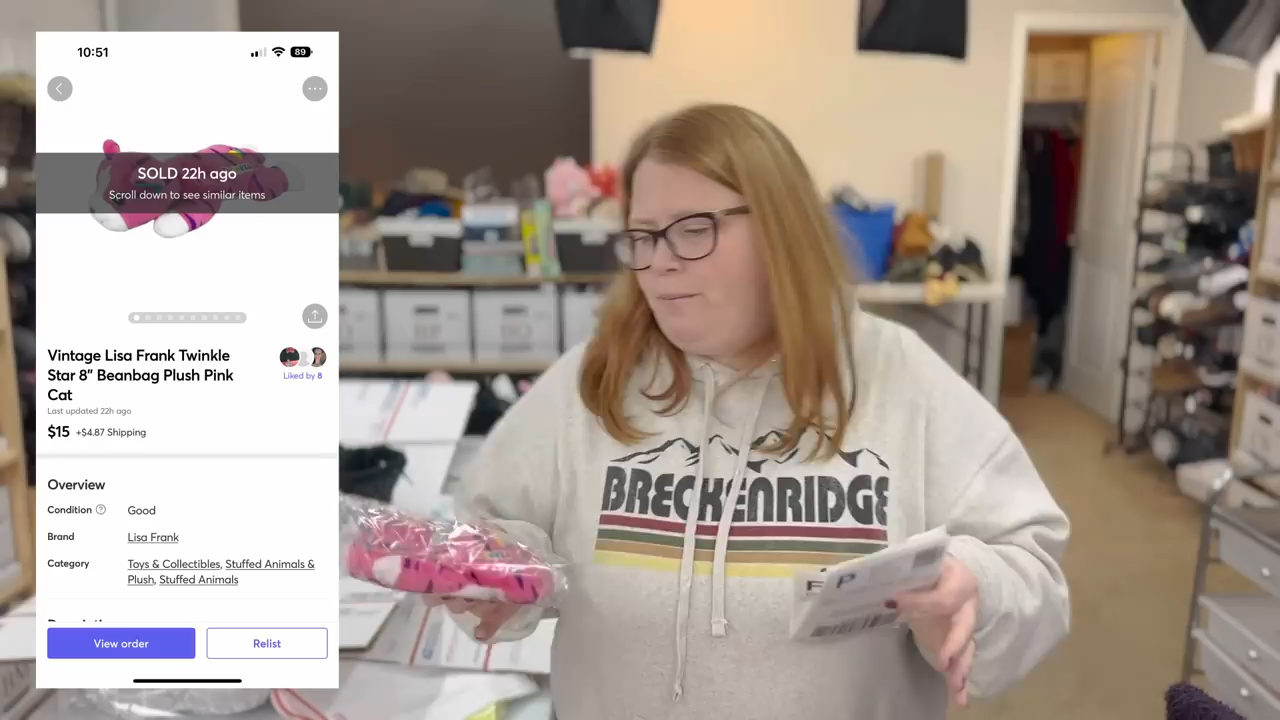 10:51
89
SOLD 22h ago
Scroll down to see similar items
Vintage Lisa Frank Twinkle
Star 8" Beanbag Plush Pink
Cat
Liked by 8
Last updated 22h ago
$15 +$4.87 Shipping
Overview
Condition Good
Brand Lisa Frank
Category Toys & Collectibles, Stuffed Animals &
Plush, Stuffed Animals
View order
Relist
BRECKENRIDGE
P